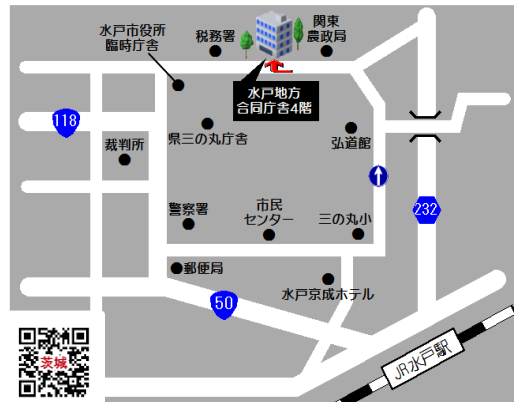 水戸市役所
臨時庁舎
税務署
関東
農政局
水戸地方
合同庁舎4階
118
裁判所
県三の丸庁舎
弘道館
警察署
市民
センター
三の丸小
232
郵便局
50
水戸京成ホテル
茨城
JR水戸駅